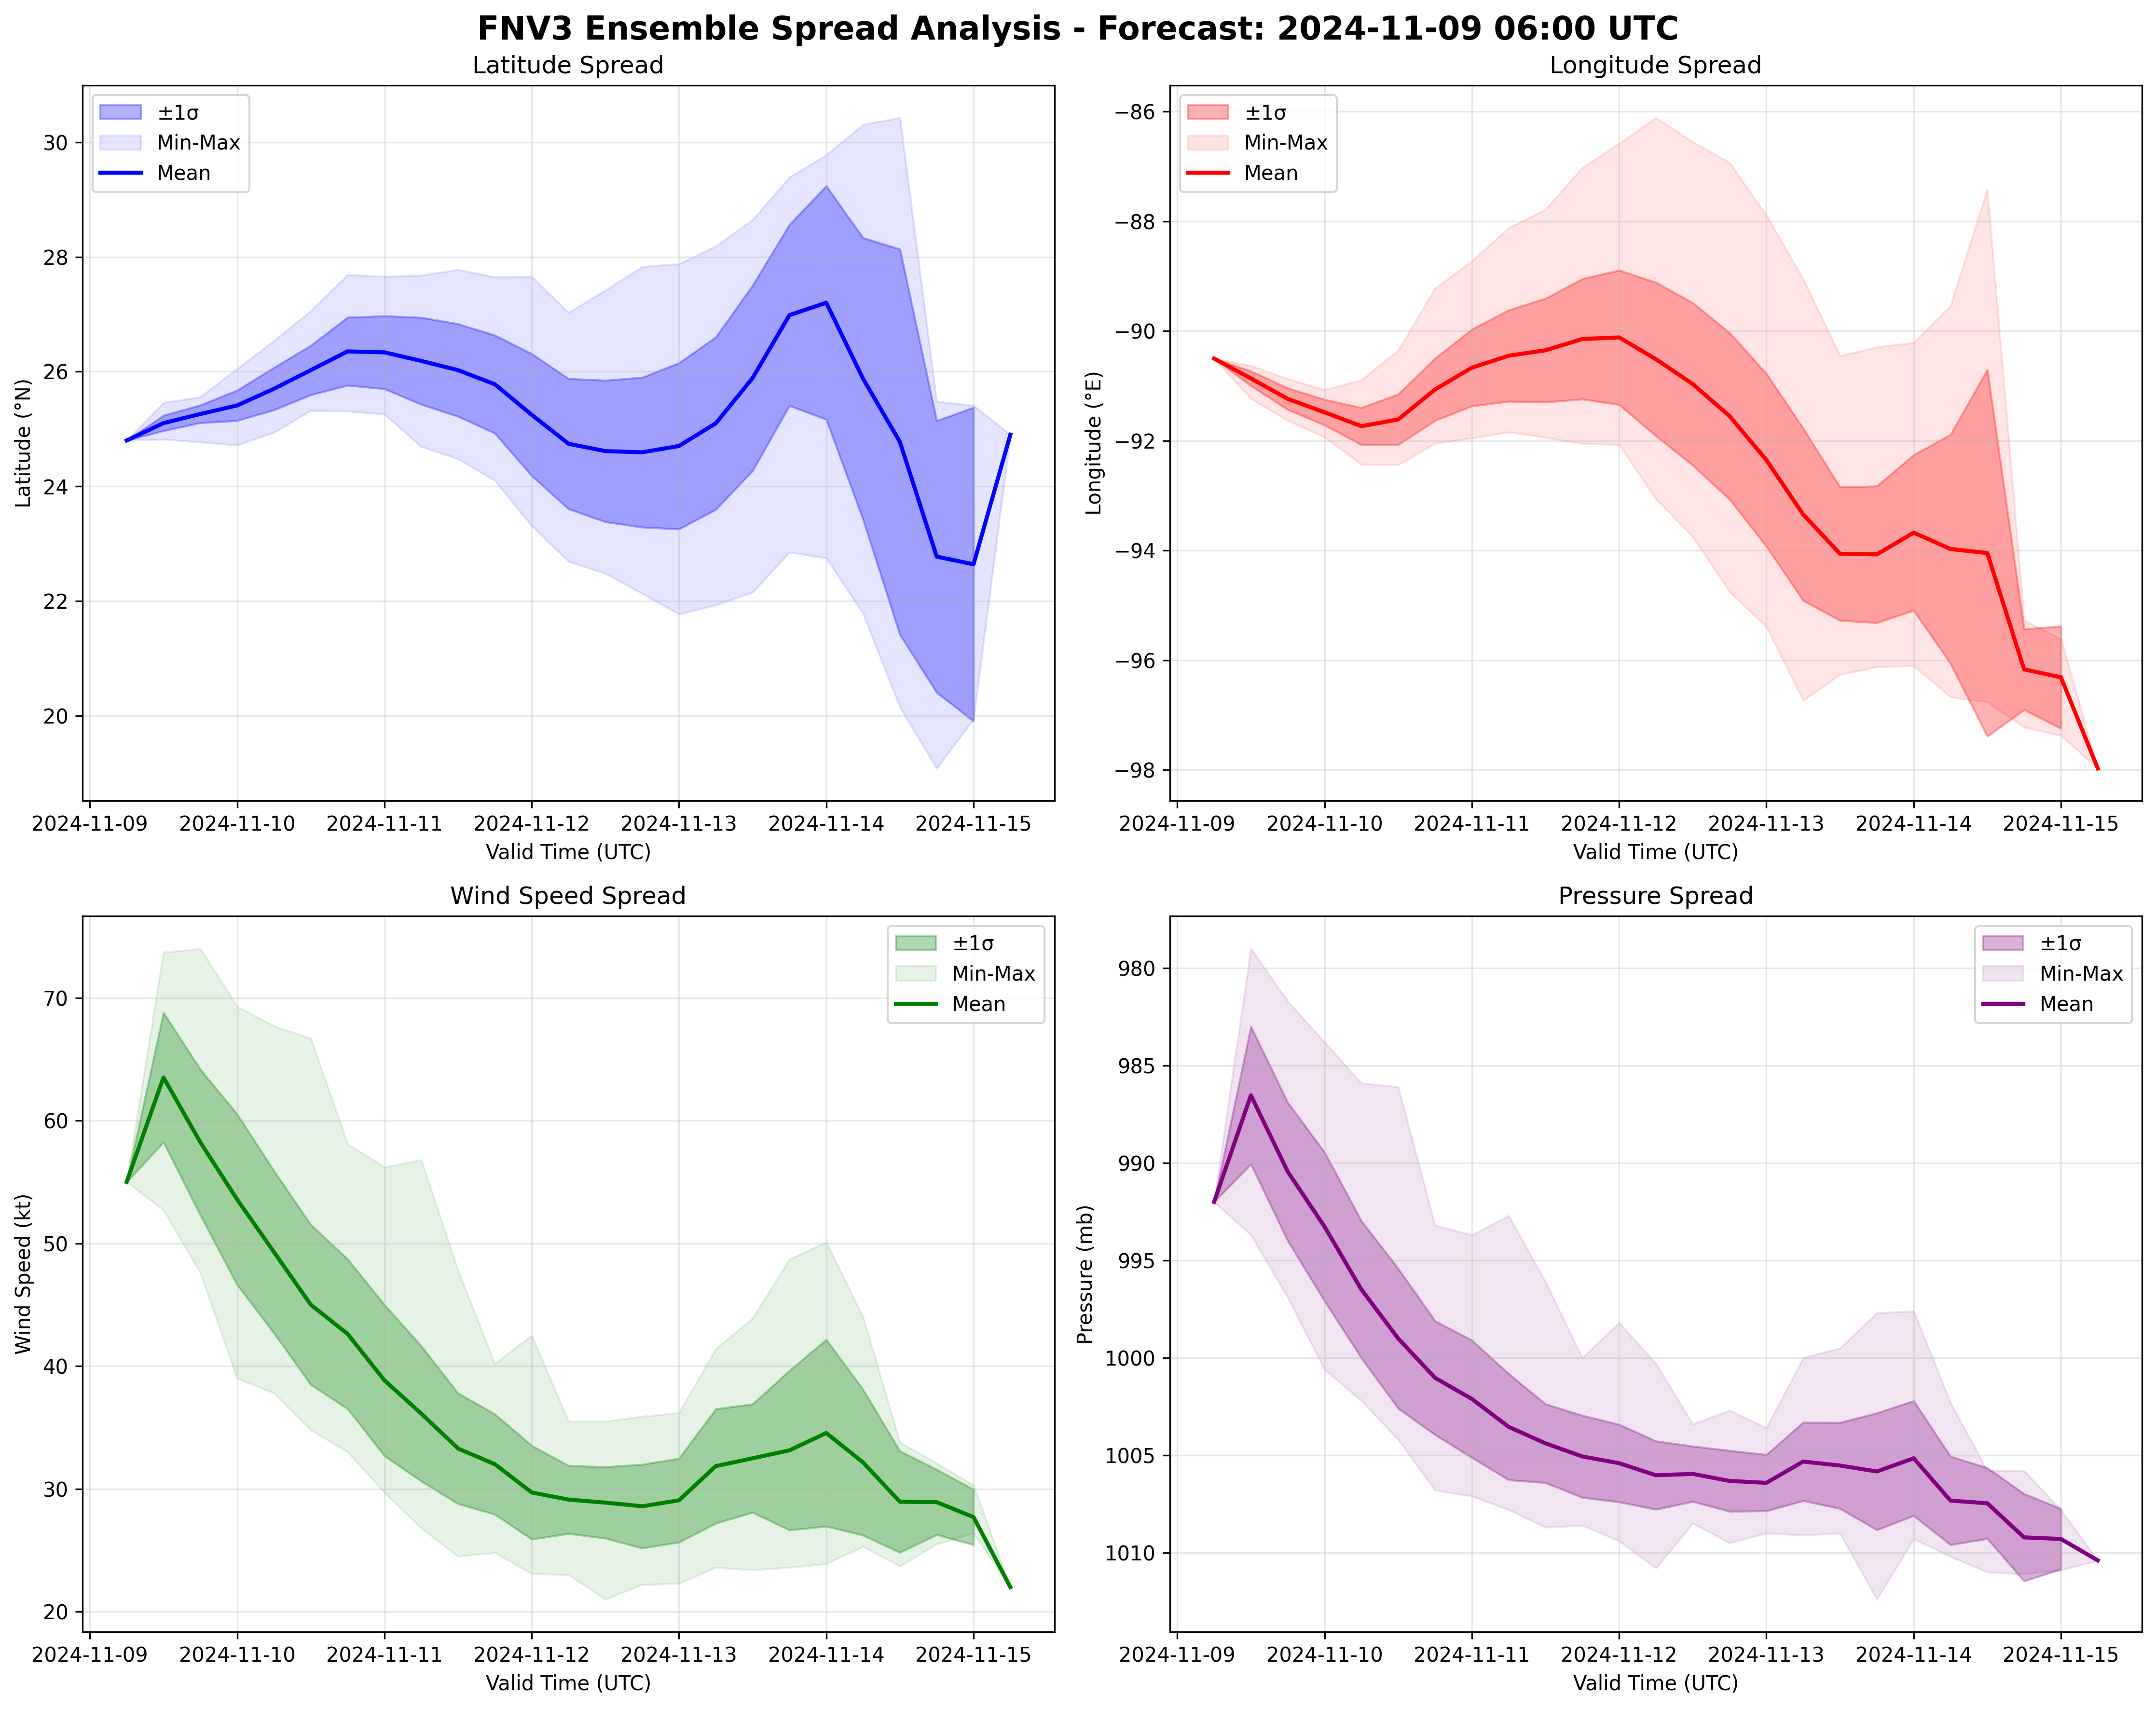 FNV3 Ensemble Spread Analysis - Forecast: 2024-11-09 06:00 UTC
Latitude Spread
±1σ
Min-Max
Mean
30
28
26
24
22
20
Latitude (°N)
2024-11-09 2024-11-10 2024-11-11 2024-11-12 2024-11-13 2024-11-14 2024-11-15
Valid Time (UTC)
Longitude Spread
±1σ
Min-Max
Mean
−86
−88
−90
−92
−94
−96
−98
Longitude (°E)
2024-11-09 2024-11-10 2024-11-11 2024-11-12 2024-11-13 2024-11-14 2024-11-15
Valid Time (UTC)
Wind Speed Spread
±1σ
Min-Max
Mean
70
60
50
40
30
20
Wind Speed (kt)
2024-11-09 2024-11-10 2024-11-11 2024-11-12 2024-11-13 2024-11-14 2024-11-15
Valid Time (UTC)
Pressure Spread
±1σ
Min-Max
Mean
980
985
990
995
1000
1005
1010
Pressure (mb)
2024-11-09 2024-11-10 2024-11-11 2024-11-12 2024-11-13 2024-11-14 2024-11-15
Valid Time (UTC)